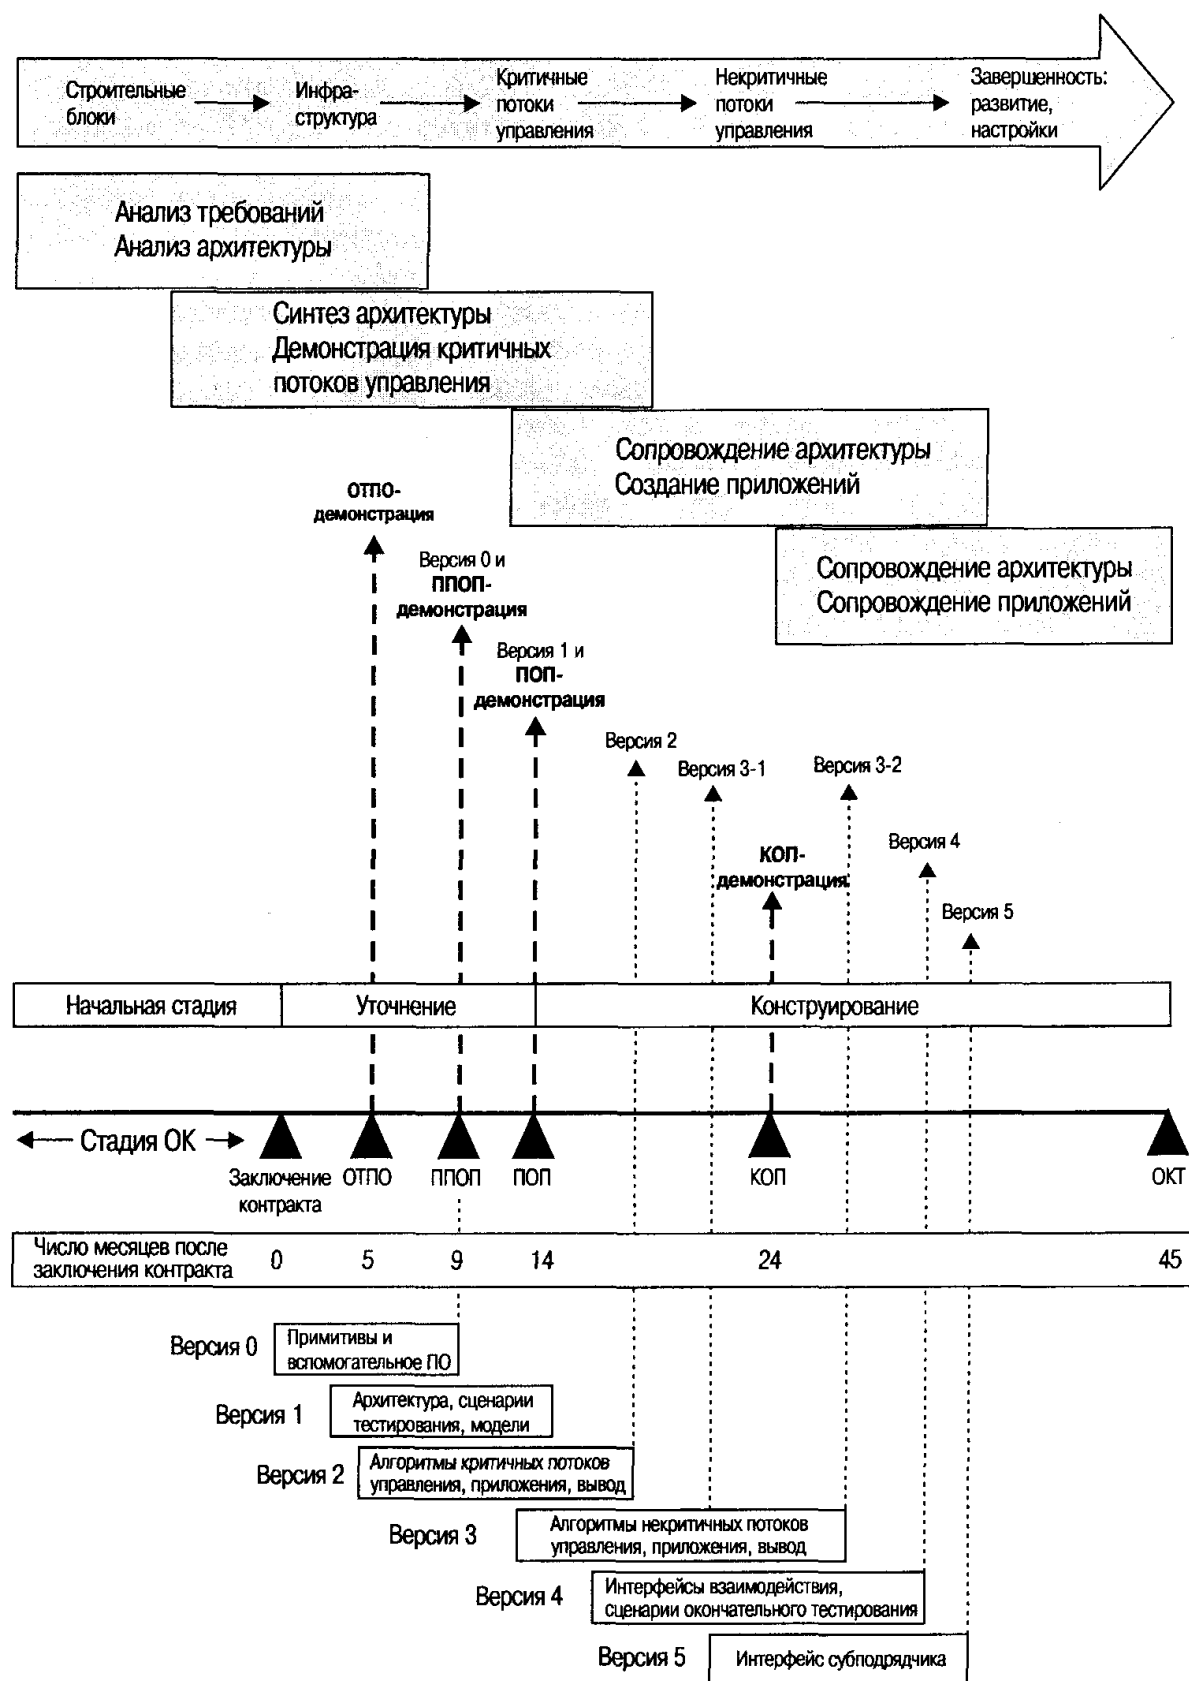 Строительные
блоки
Инфра-
структура
Критичные
потоки
управления
Некритичные
потоки
управления
Завершенность:
развитие,
настройки
Анализ требований
Анализ архитектуры
Синтез архитектуры
Демонстрация критичных
потоков управления
Сопровождение архитектуры
Создание приложений
Сопровождение архитектуры
Сопровождение приложений
ОТПО-
демонстрация
Версия 0 и
ППОП-
демонстрация
Версия 1 и
ПОП-
демонстрация
Версия 2
Версия 3-1
Версия 3-2
КОП-
демонстрация
Версия 4
Версия 5
Начальная стадия
Уточнение
Конструирование
Стадия ОК
Заключение
контракта
ОТПО
ППОП
ПОП
КОП
ОКТ
Число месяцев после
заключения контракта
0
5
9
14
24
45
Версия 0
Примитивы и
вспомогательное ПО
Версия 1
Архитектура, сценарии
тестирования, модели
Версия 2
Алгоритмы критичных потоков
управления, приложения, вывод
Версия 3
Алгоритмы некритичных потоков
управления, приложения, вывод
Версия 4
Интерфейсы взаимодействия,
сценарии окончательного тестирования
Версия 5
Интерфейс субподрядчика